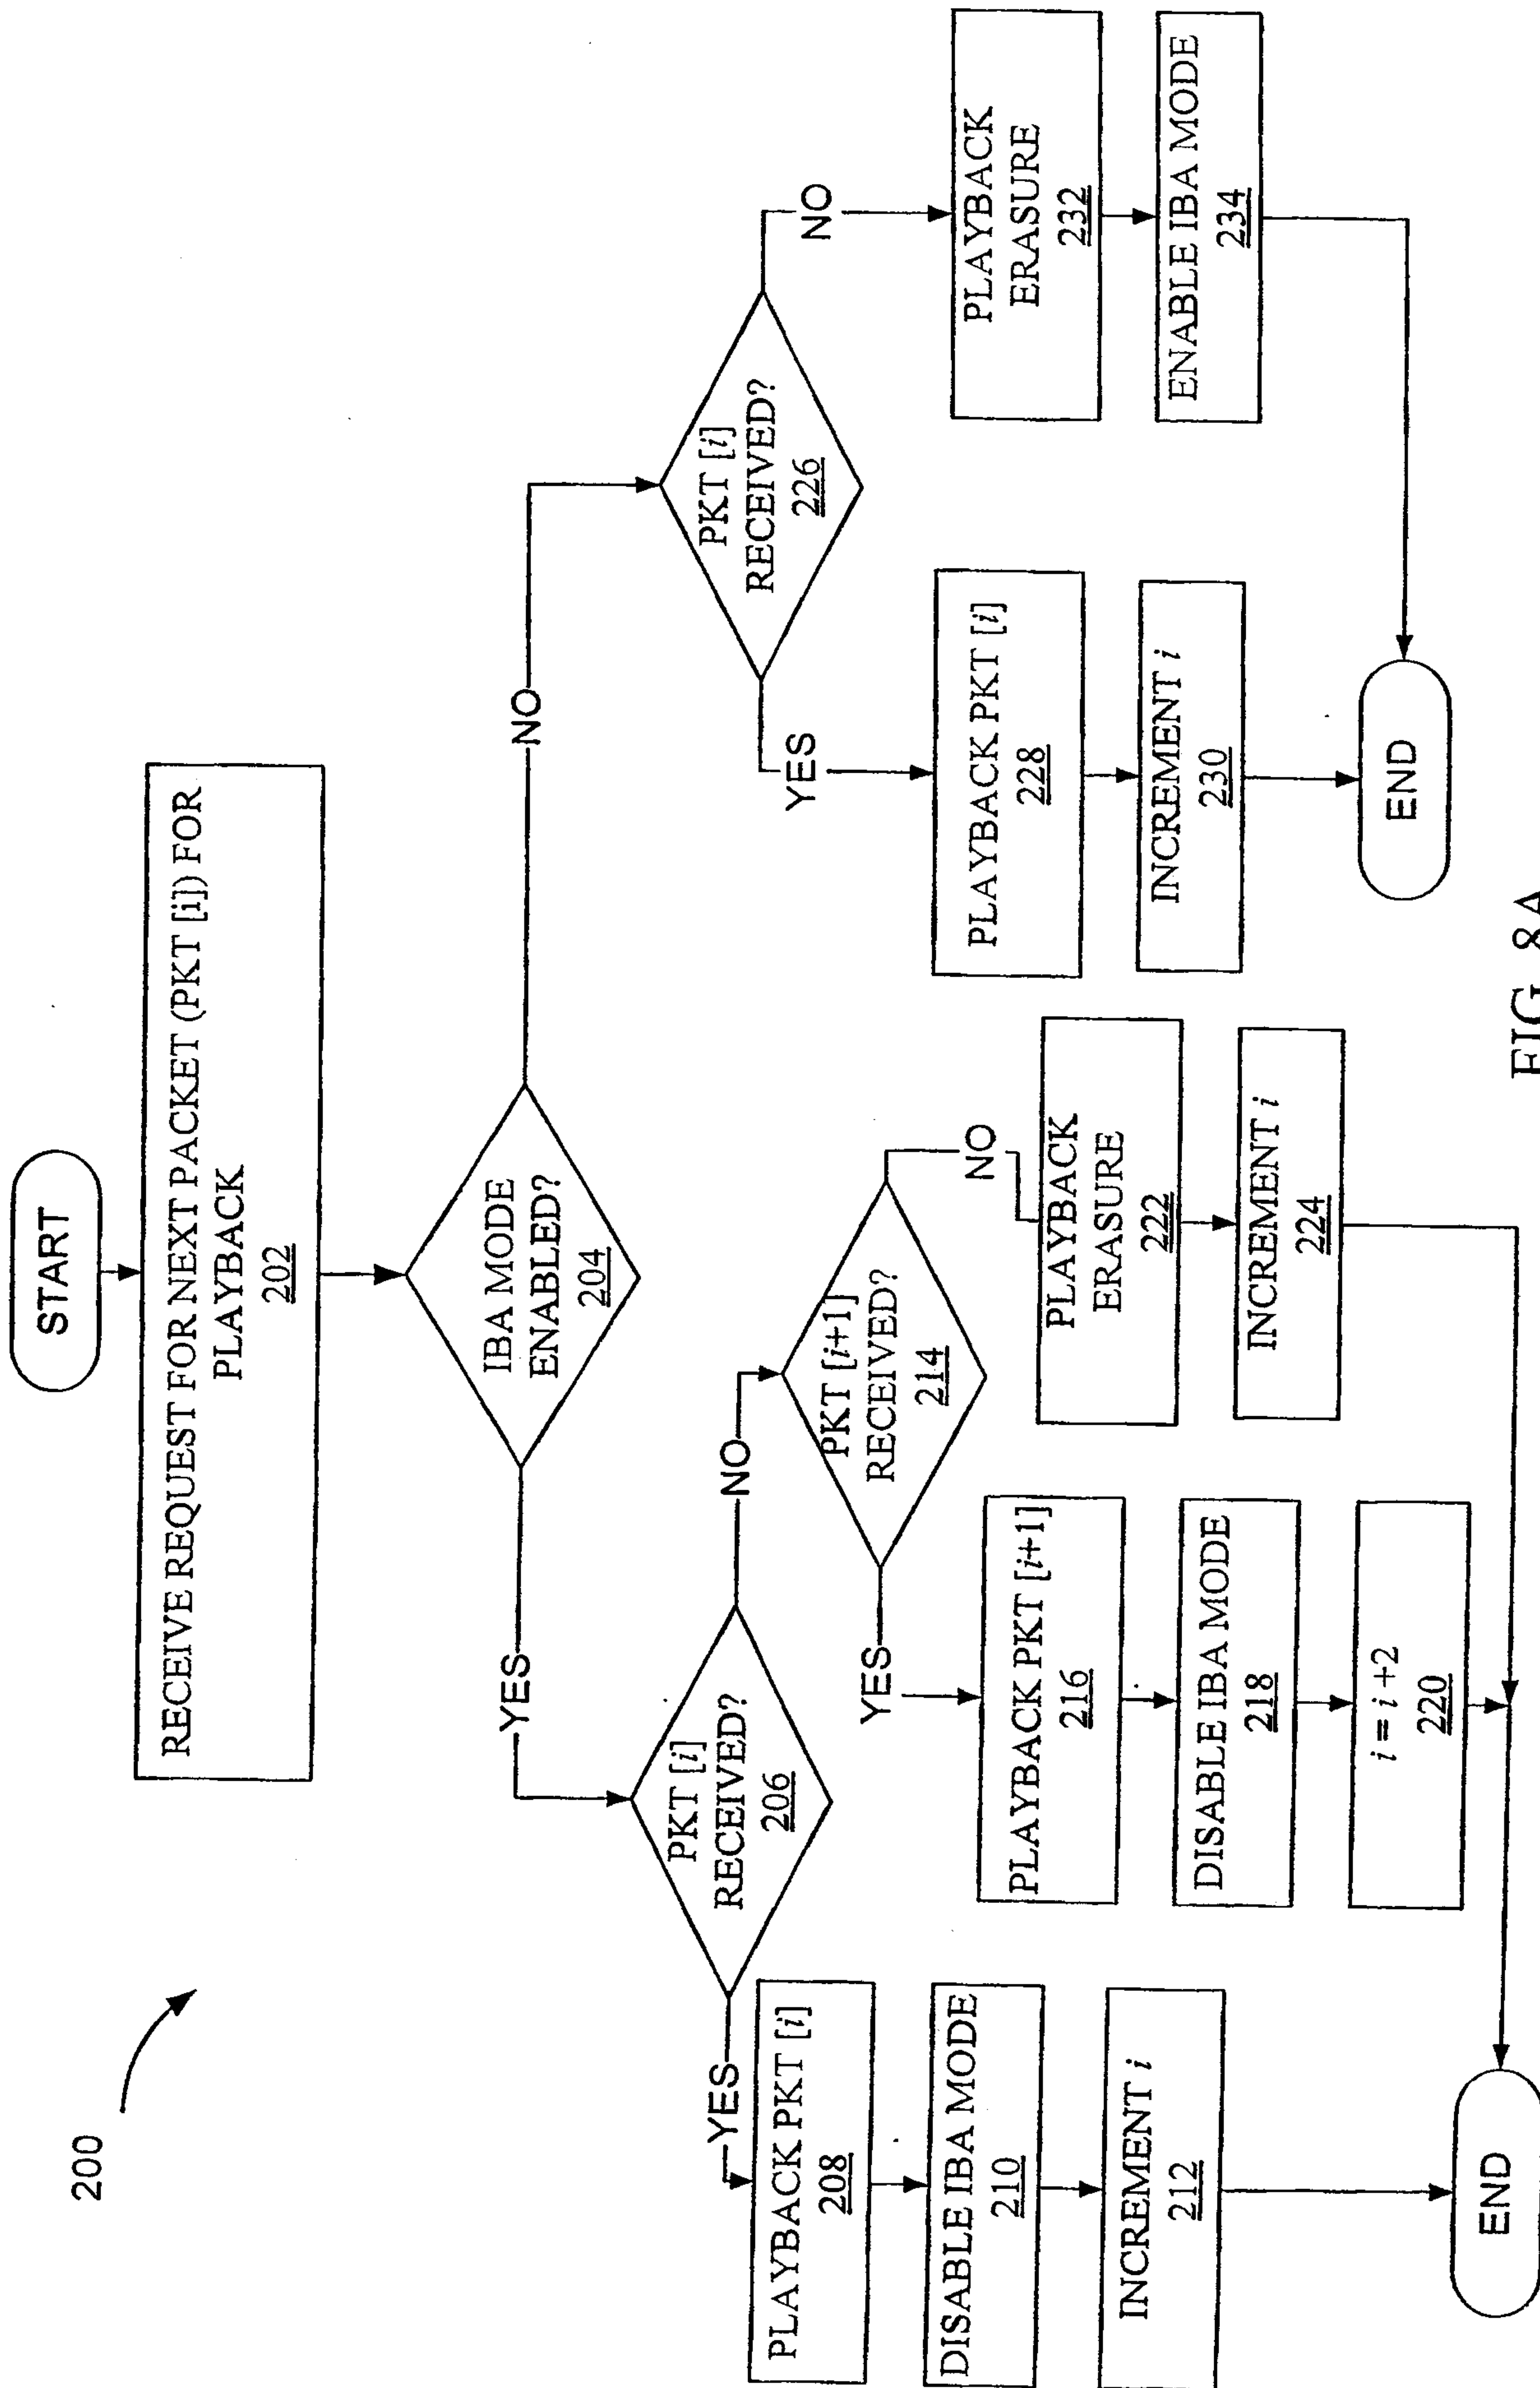 200
START
RECEIVE REQUEST FOR NEXT PACKET (PKT [i]) FOR
PLAYBACK
202
IBA MODE
ENABLED?
204
YES
NO
PKT [i]
RECEIVED?
206
YES
NO
PLAYBACK PKT [i]
208
DISABLE IBA MODE
210
INCREMENT i
212
END
PKT [i+1]
RECEIVED?
214
YES
NO
PLAYBACK PKT [i+1]
216
DISABLE IBA MODE
218
i = i +2
220
PLAYBACK
ERASURE
222
INCREMENT i
224
PKT [i]
RECEIVED?
226
YES
NO
PLAYBACK PKT [i]
228
INCREMENT i
230
END
PLAYBACK
ERASURE
232
ENABLE IBA MODE
234
FIG. 8A